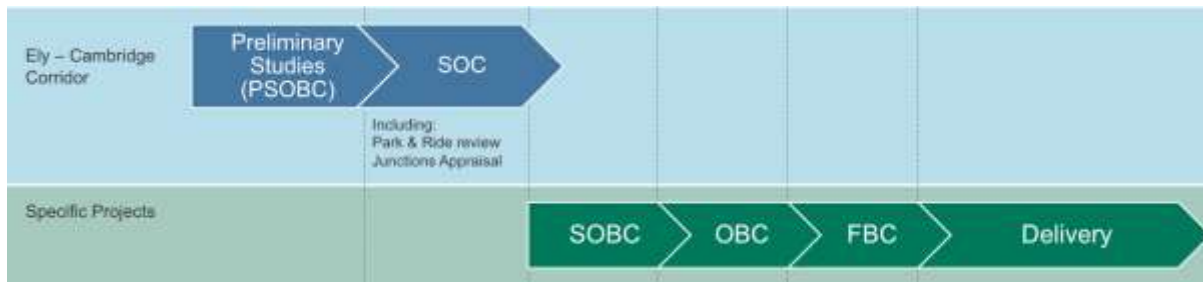 Ely – Cambridge
Corridor
Preliminary
Studies
(PSOBC)
SOC
Including:
Park & Ride review
Junctions Appraisal
Specific Projects
SOBC
OBC
FBC
Delivery